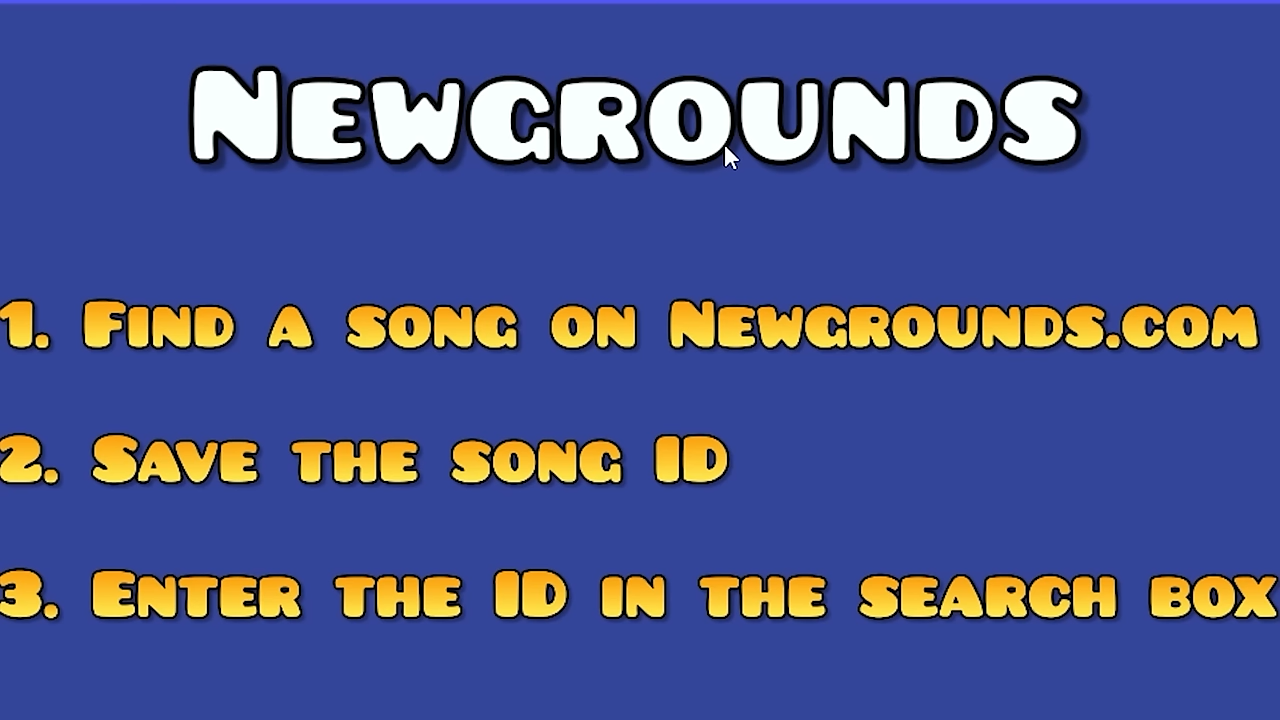 Newgrounds
1. Find a song on Newgrounds.com
2. Save the song ID
3. Enter the ID in the search box